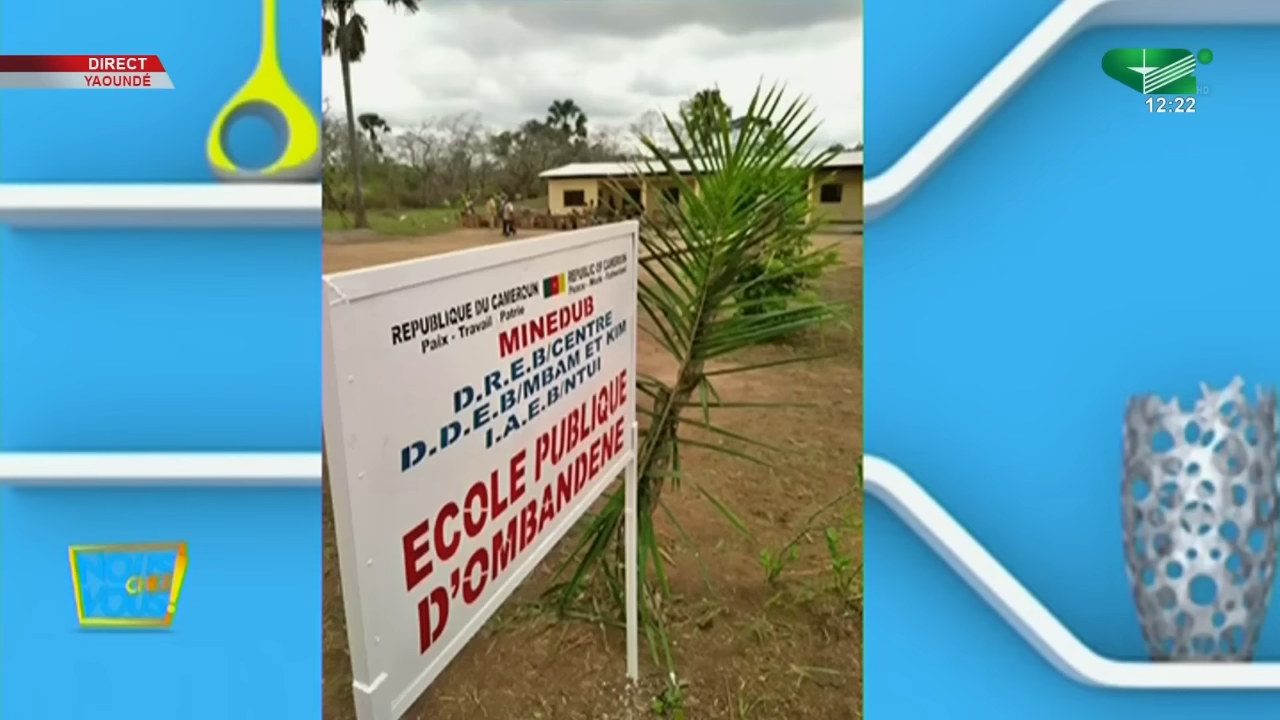 DIRECT
YAOUNDÉ
12:22
HD
REPUBLIQUE DU CAMEROUN
Paix - Travail - Patrie
REPUBLIC OF CAMEROON
Peace - Work - Fatherland
MINEDUB
D.R.E.B/CENTRE
D.D.E.B/MBAM ET KIM
I.A.E.B/NTUI
ECOLE PUBLIQUE
D'OMBANDENE
NOUS
CHEZ
VOUS!